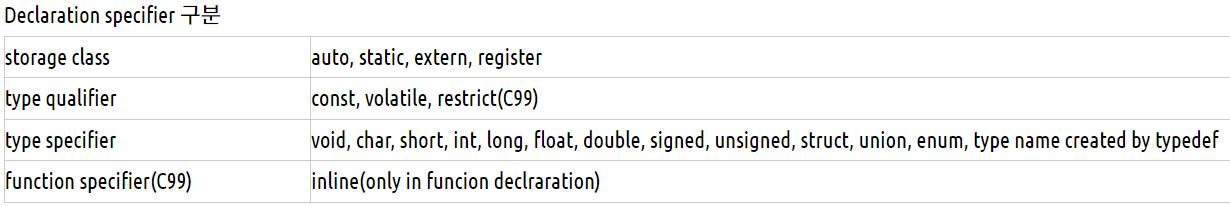 Declaration specifier 구분
storage class auto, static, extern, register
type qualifier const, volatile, restrict(C99)
type specifier void, char, short, int, long, float, double, signed, unsigned, struct, union, enum, type name created by typedef
function specifier(C99) inline(only in funcion declraration)